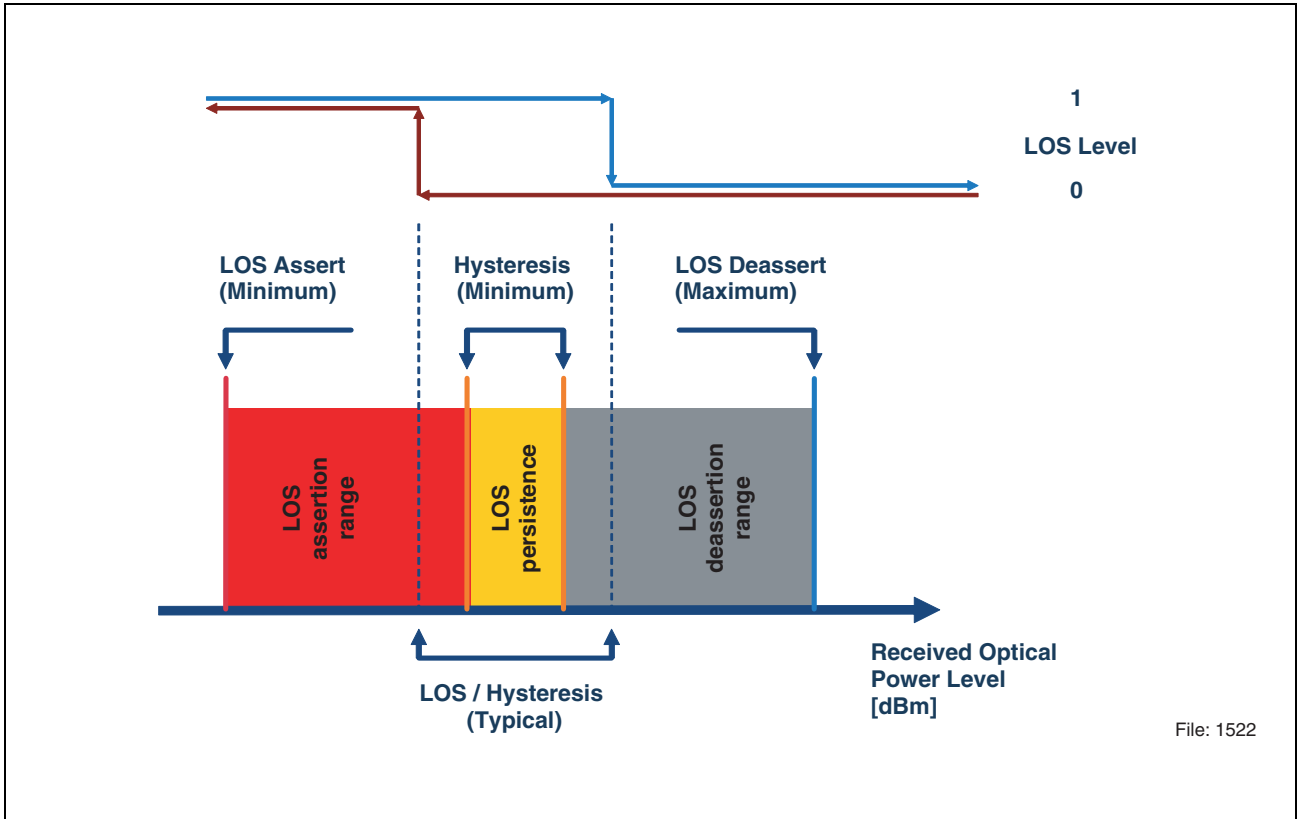 1
LOS Level
0
LOS Assert
(Minimum)
Hysteresis
(Minimum)
LOS Deassert
(Maximum)
LOS
assertion
range
LOS
persistence
LOS
deassertion
range
LOS / Hysteresis
(Typical)
Received Optical
Power Level
[dBm]
File: 1522